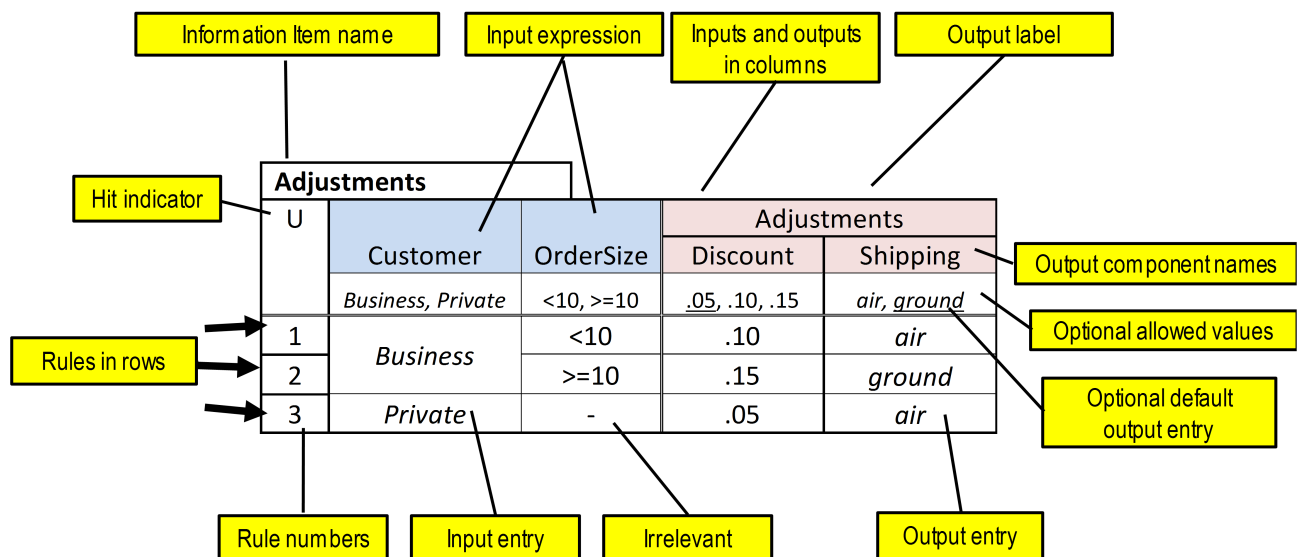 Information Item name
Input expression
Inputs and outputs
in columns
Output label
Hit indicator
Adjustments
U
Customer
OrderSize
Adjustments
Discount
Shipping
Output component names
Business, Private
<10, >=10
.05, .10, .15
air, ground
Optional allowed values
Rules in rows
1
Business
<10
.10
air
2
>=10
.15
ground
3
Private
-
.05
air
Optional default
output entry
Rule numbers
Input entry
Irrelevant
Output entry